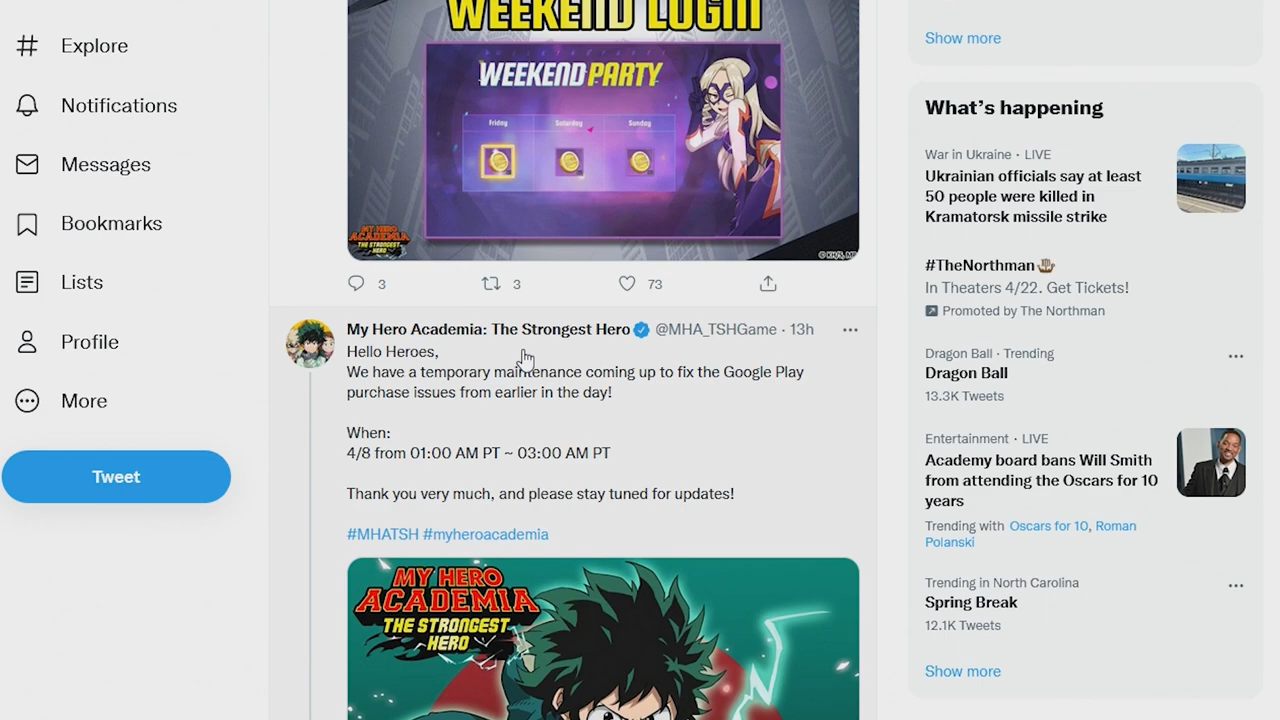 Explore
Notifications
Messages
Bookmarks
Lists
Profile
More
Tweet
WEEKEND LOGIN
WEEKEND PARTY
Friday
Saturday
Sunday
MY HERO
ACADEMIA
THE STRONGEST
HERO
3
3
73
My Hero Academia: The Strongest Hero @MHA_TSHGame · 13h
Hello Heroes,
We have a temporary maintenance coming up to fix the Google Play
purchase issues from earlier in the day!
When:
4/8 from 01:00 AM PT ~ 03:00 AM PT
Thank you very much, and please stay tuned for updates!
#MHATSH #myheroacademia
MY HERO
ACADEMIA
THE STRONGEST
HERO
Show more
What's happening
War in Ukraine · LIVE
Ukrainian officials say at least
50 people were killed in
Kramatorsk missile strike
#TheNorthman
In Theaters 4/22. Get Tickets!
Promoted by The Northman
Dragon Ball · Trending
Dragon Ball
13.3K Tweets
Entertainment · LIVE
Academy board bans Will Smith
from attending the Oscars for 10
years
Trending with Oscars for 10, Roman
Polanski
Trending in North Carolina
Spring Break
12.1K Tweets
Show more